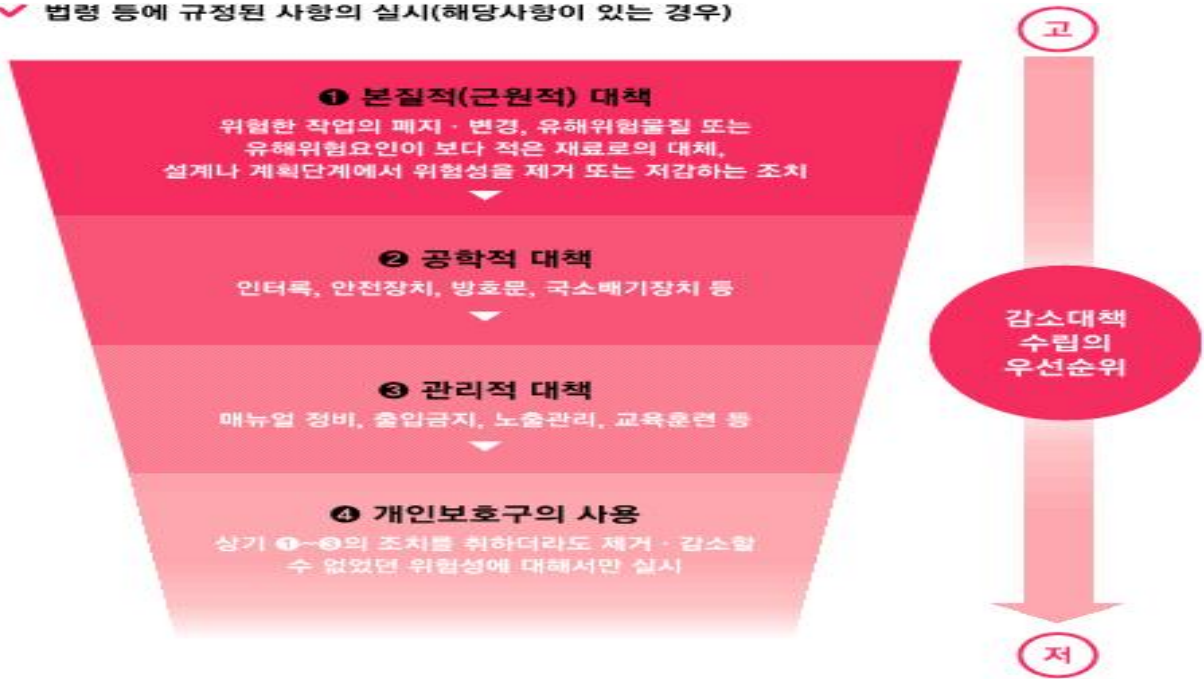 ✓ 법령 등에 규정된 사항의 실시(해당사항이 있는 경우)
고
❶ 본질적(근원적) 대책
위험한 작업의 폐지 · 변경, 유해위험물질 또는
유해위험요인이 보다 적은 재료로의 대체,
설계나 계획단계에서 위험성을 제거 또는 저감하는 조치
❷ 공학적 대책
인터록, 안전장치, 방호문, 국소배기장치 등
감소대책
수립의
우선순위
❸ 관리적 대책
매뉴얼 정비, 출입금지, 노출관리, 교육훈련 등
❹ 개인보호구의 사용
상기 ❶~❸의 조치를 취하더라도 제거 · 감소할
수 없었던 위험성에 대해서만 실시
저